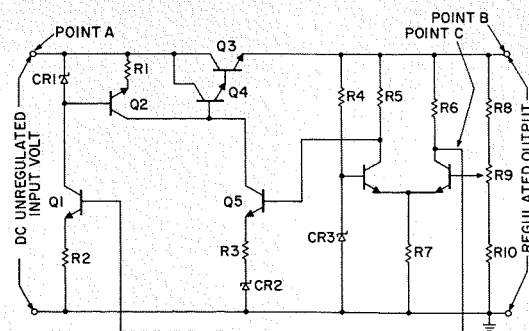 POINT B
POINT A
POINT C
Q3
CR1
R1
Q4
Q2
R4
R5
R6
R8
DC UNREGULATED
INPUT VOLT
Q1
Q5
R9
REGULATED OUTPUT
R2
R3
CR3
R7
R10
CR2